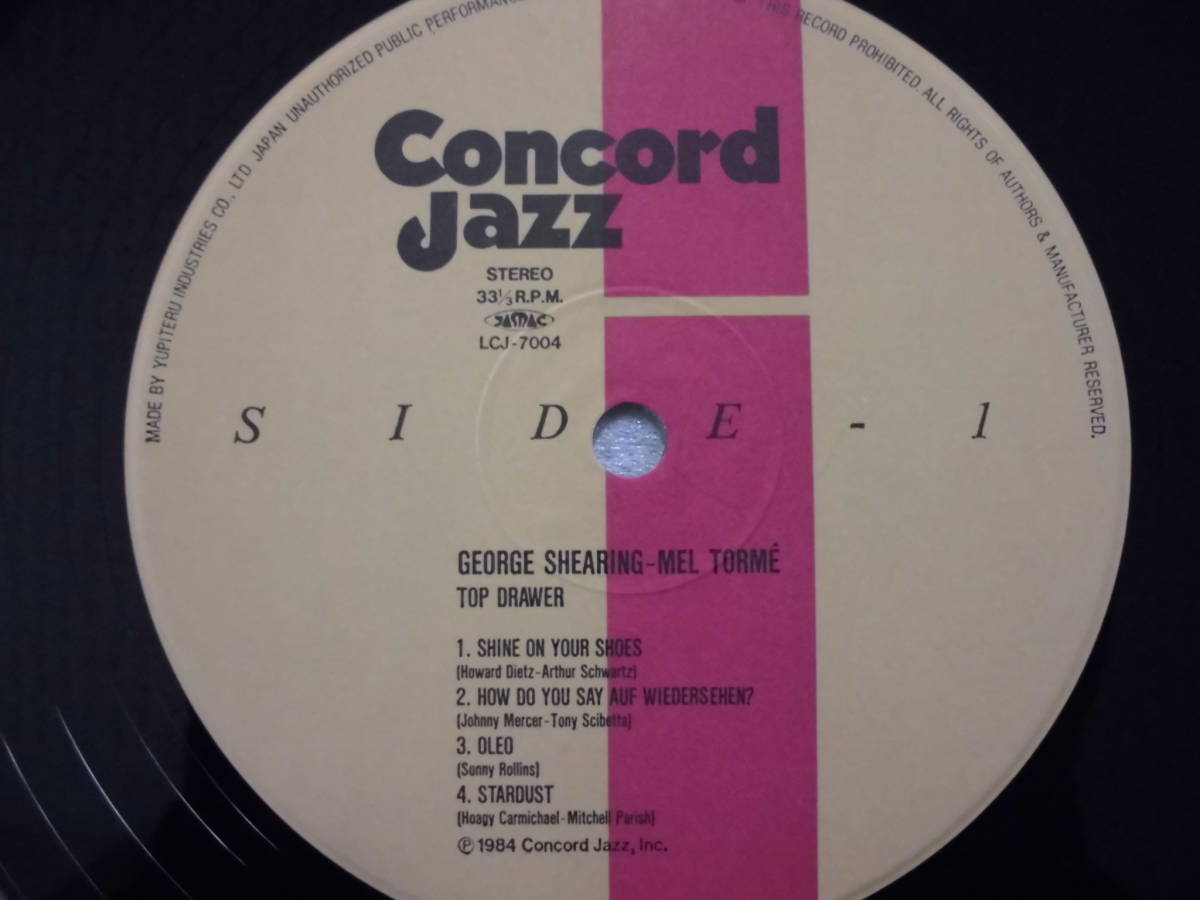 MADE BY YUPITERU INDUSTRIES CO., LTD JAPAN UNAUTHORIZED PUBLIC PERFORMANCE
THIS RECORD PROHIBITED. ALL RIGHTS OF AUTHORS & MANUFACTURER RESERVED.
Concord
Jazz
STEREO
33⅓ R.P.M.
JASRAC
LCJ-7004
SIDE - 1
GEORGE SHEARING-MEL TORMÉ
TOP DRAWER
1. SHINE ON YOUR SHOES
(Howard Dietz-Arthur Schwartz)
2. HOW DO YOU SAY AUF WIEDERSEHEN?
(Johnny Mercer-Tony Scibetta)
3. OLEO
(Sonny Rollins)
4. STARDUST
(Hoagy Carmichael-Mitchell Parish)
Ⓟ 1984 Concord Jazz, Inc.